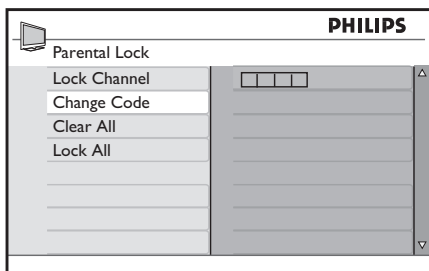 PHILIPS
Parental Lock
Lock Channel
Change Code
Clear All
Lock All